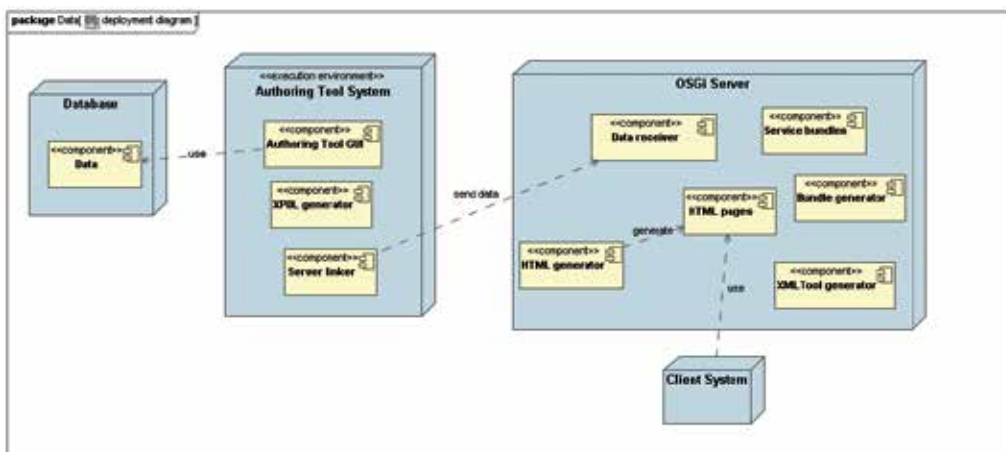 package Data[ deployment diagram ]
Database
<<component>>
Data
use
<<execution environment>>
Authoring Tool System
<<component>>
Authoring Tool GUI
<<component>>
XPDL generator
<<component>>
Server linker
send data
OSGI Server
<<component>>
Data receiver
<<component>>
Service bundles
<<component>>
HTML pages
<<component>>
Bundle generator
generate
<<component>>
HTML generator
<<component>>
XMLTool generator
use
Client System